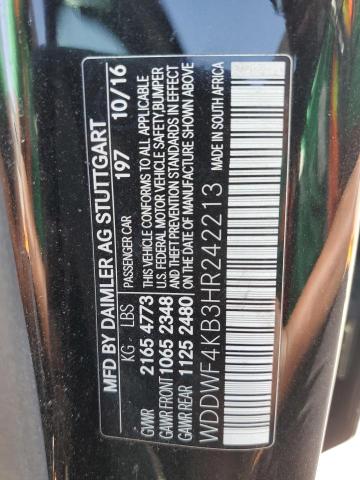 MFD BY DAIMLER AG STUTTGART
PASSENGER CAR 197 10/16
KG LBS
THIS VEHICLE CONFORMS TO ALL APPLICABLE
U.S. FEDERAL MOTOR VEHICLE SAFETY, BUMPER
AND THEFT PREVENTION STANDARDS IN EFFECT
ON THE DATE OF MANUFACTURE SHOWN ABOVE
GVWR 2165 4773
GAWR FRONT 1065 2348
GAWR REAR 1125 2480
WDDWF4KB3HR242213
MADE IN SOUTH AFRICA